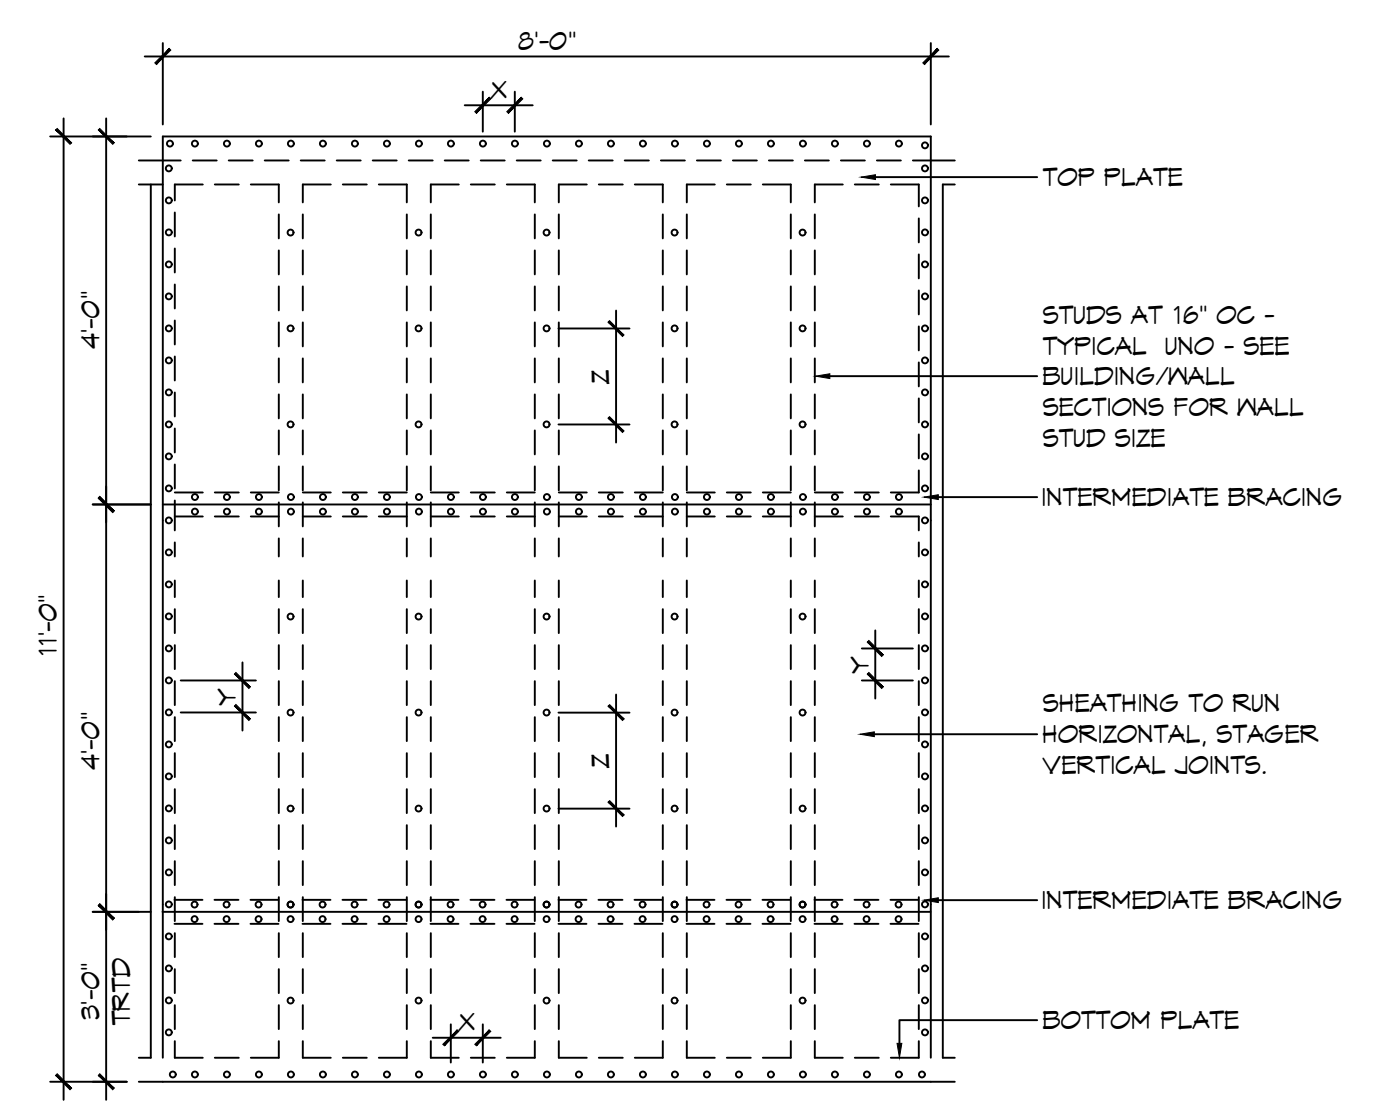 8'-0"
X
TOP PLATE
4'-0"
STUDS AT 16" OC -
TYPICAL UNO - SEE
BUILDING/WALL
SECTIONS FOR WALL
STUD SIZE
Z
INTERMEDIATE BRACING
11'-0"
Y
Y
4'-0"
Z
SHEATHING TO RUN
HORIZONTAL, STAGER
VERTICAL JOINTS.
INTERMEDIATE BRACING
3'-0"
TRTD
X
BOTTOM PLATE